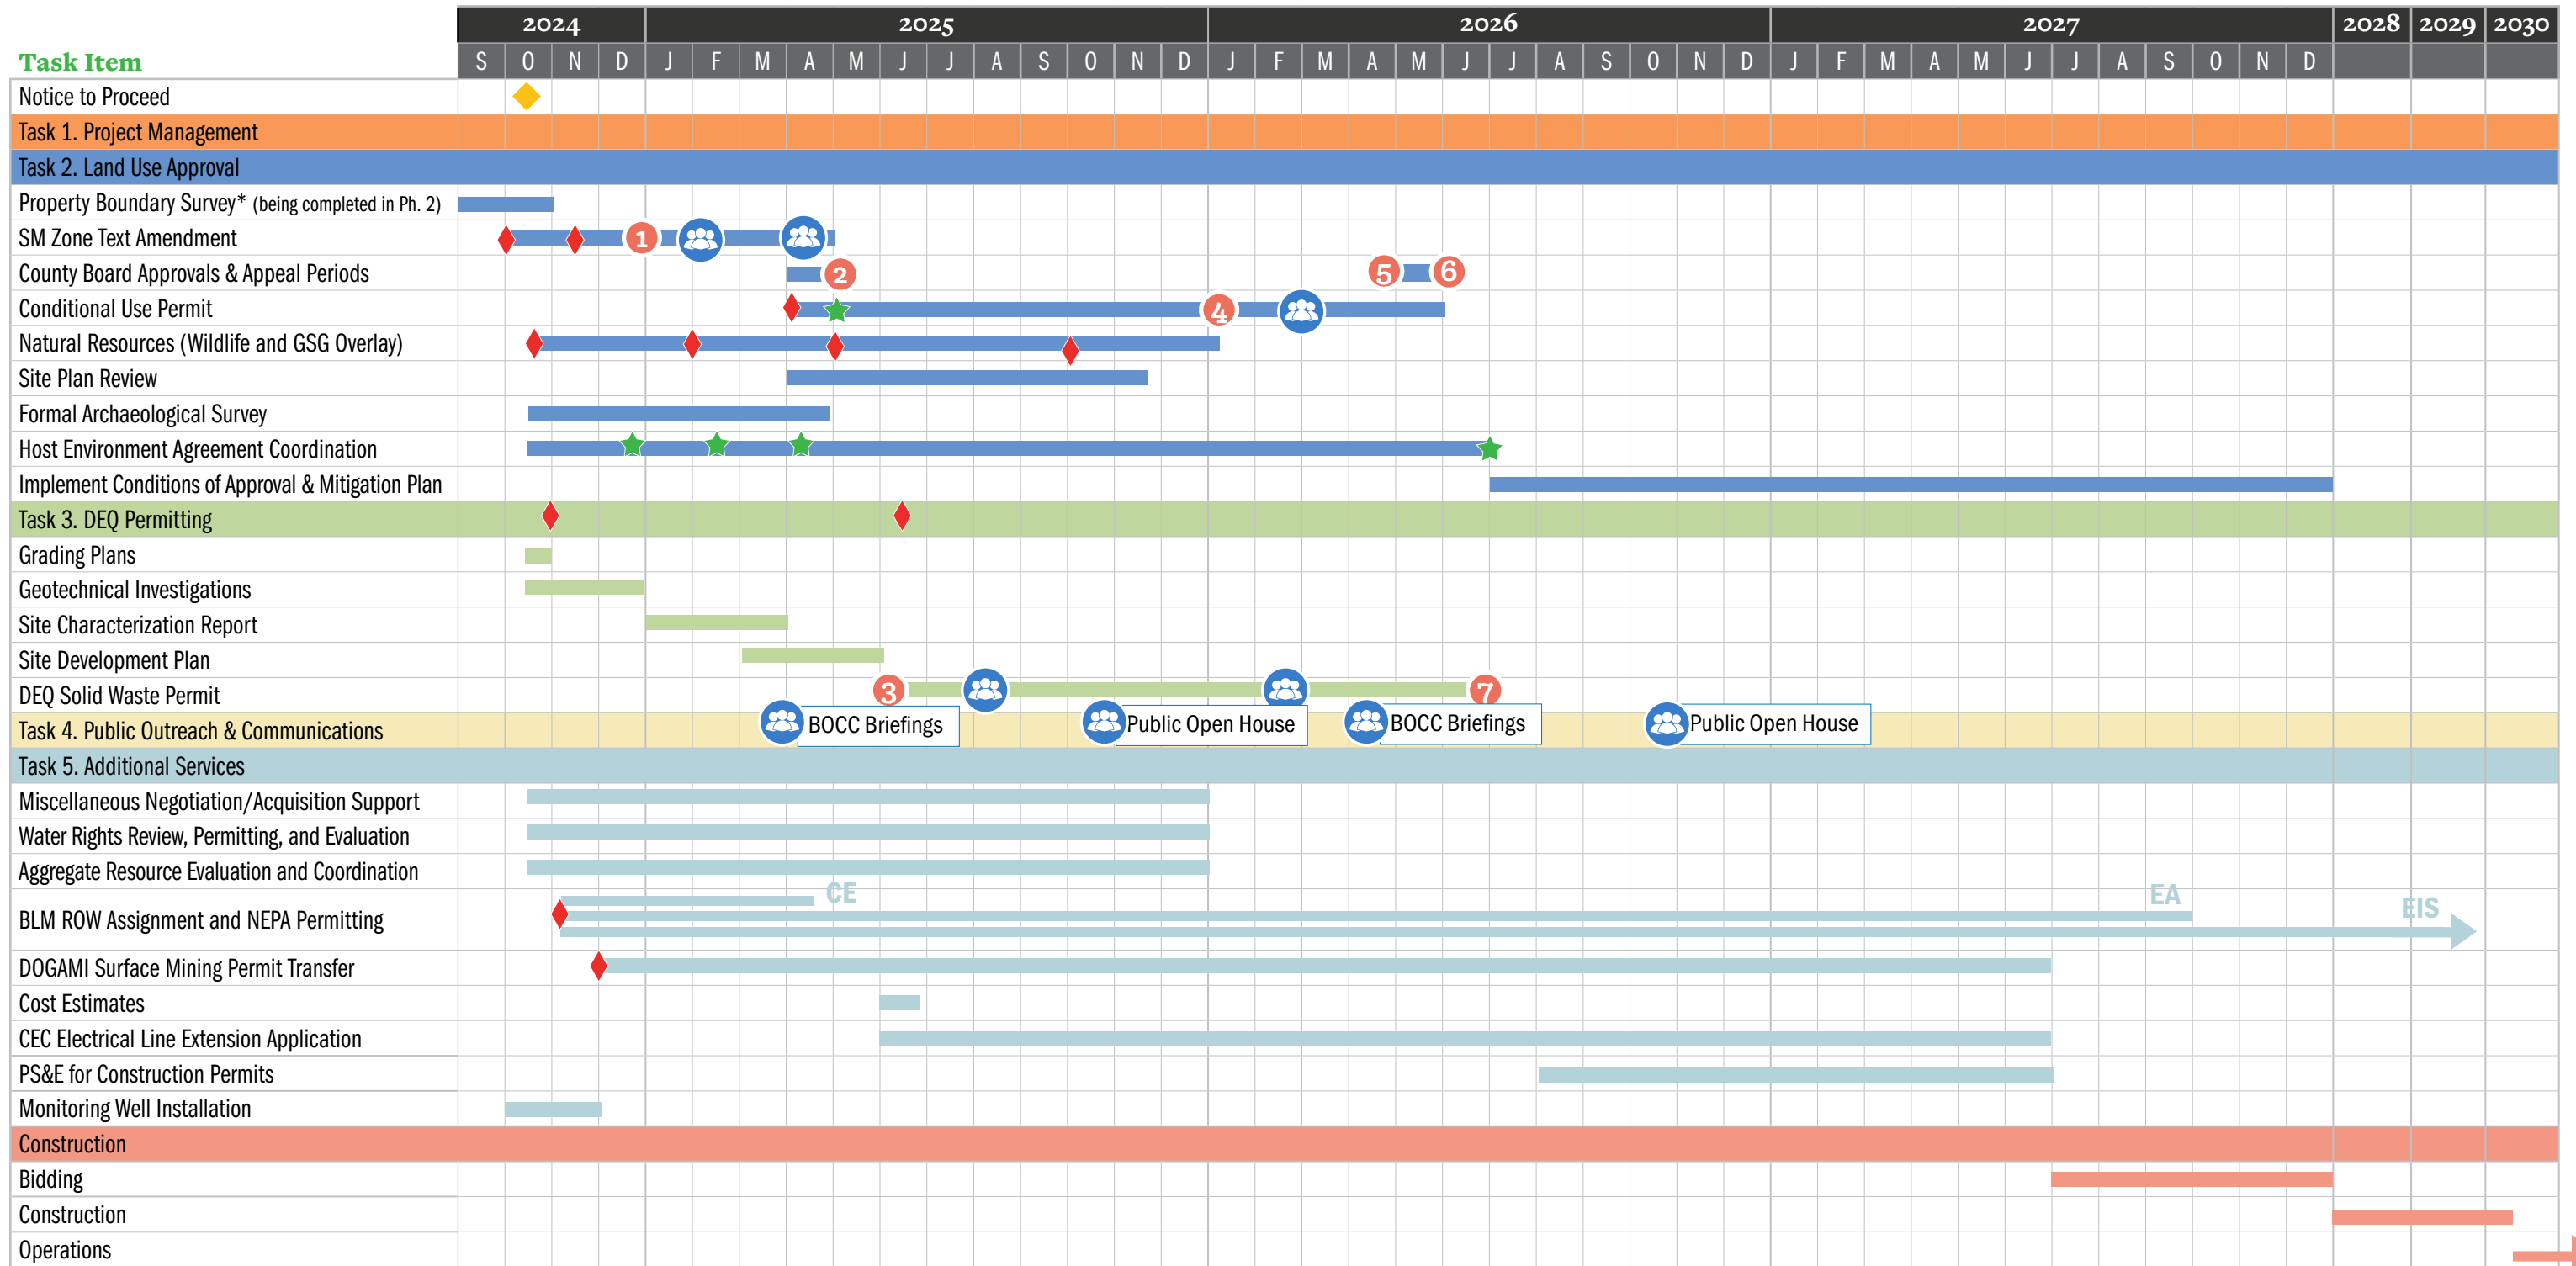 2024 2025 2026 2027 2028 2029 2030
Task Item S O N D J F M A M J J A S O N D J F M A M J J A S O N D J F M A M J J A S O N D
Notice to Proceed
Task 1. Project Management
Task 2. Land Use Approval
Property Boundary Survey* (being completed in Ph. 2)
SM Zone Text Amendment 1
County Board Approvals & Appeal Periods 2 5 6
Conditional Use Permit 4
Natural Resources (Wildlife and GSG Overlay)
Site Plan Review
Formal Archaeological Survey
Host Environment Agreement Coordination
Implement Conditions of Approval & Mitigation Plan
Task 3. DEQ Permitting
Grading Plans
Geotechnical Investigations
Site Characterization Report
Site Development Plan
DEQ Solid Waste Permit 3 7
Task 4. Public Outreach & Communications BOCC Briefings Public Open House BOCC Briefings Public Open House
Task 5. Additional Services
Miscellaneous Negotiation/Acquisition Support
Water Rights Review, Permitting, and Evaluation
Aggregate Resource Evaluation and Coordination
BLM ROW Assignment and NEPA Permitting CE EA EIS
DOGAMI Surface Mining Permit Transfer
Cost Estimates
CEC Electrical Line Extension Application
PS&E for Construction Permits
Monitoring Well Installation
Construction
Bidding
Construction
Operations